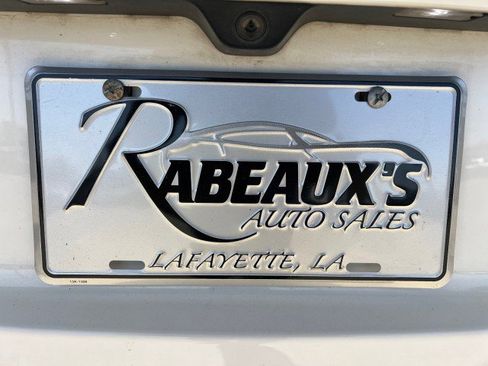 RABEAUX'S
AUTO SALES
LAFAYETTE, LA